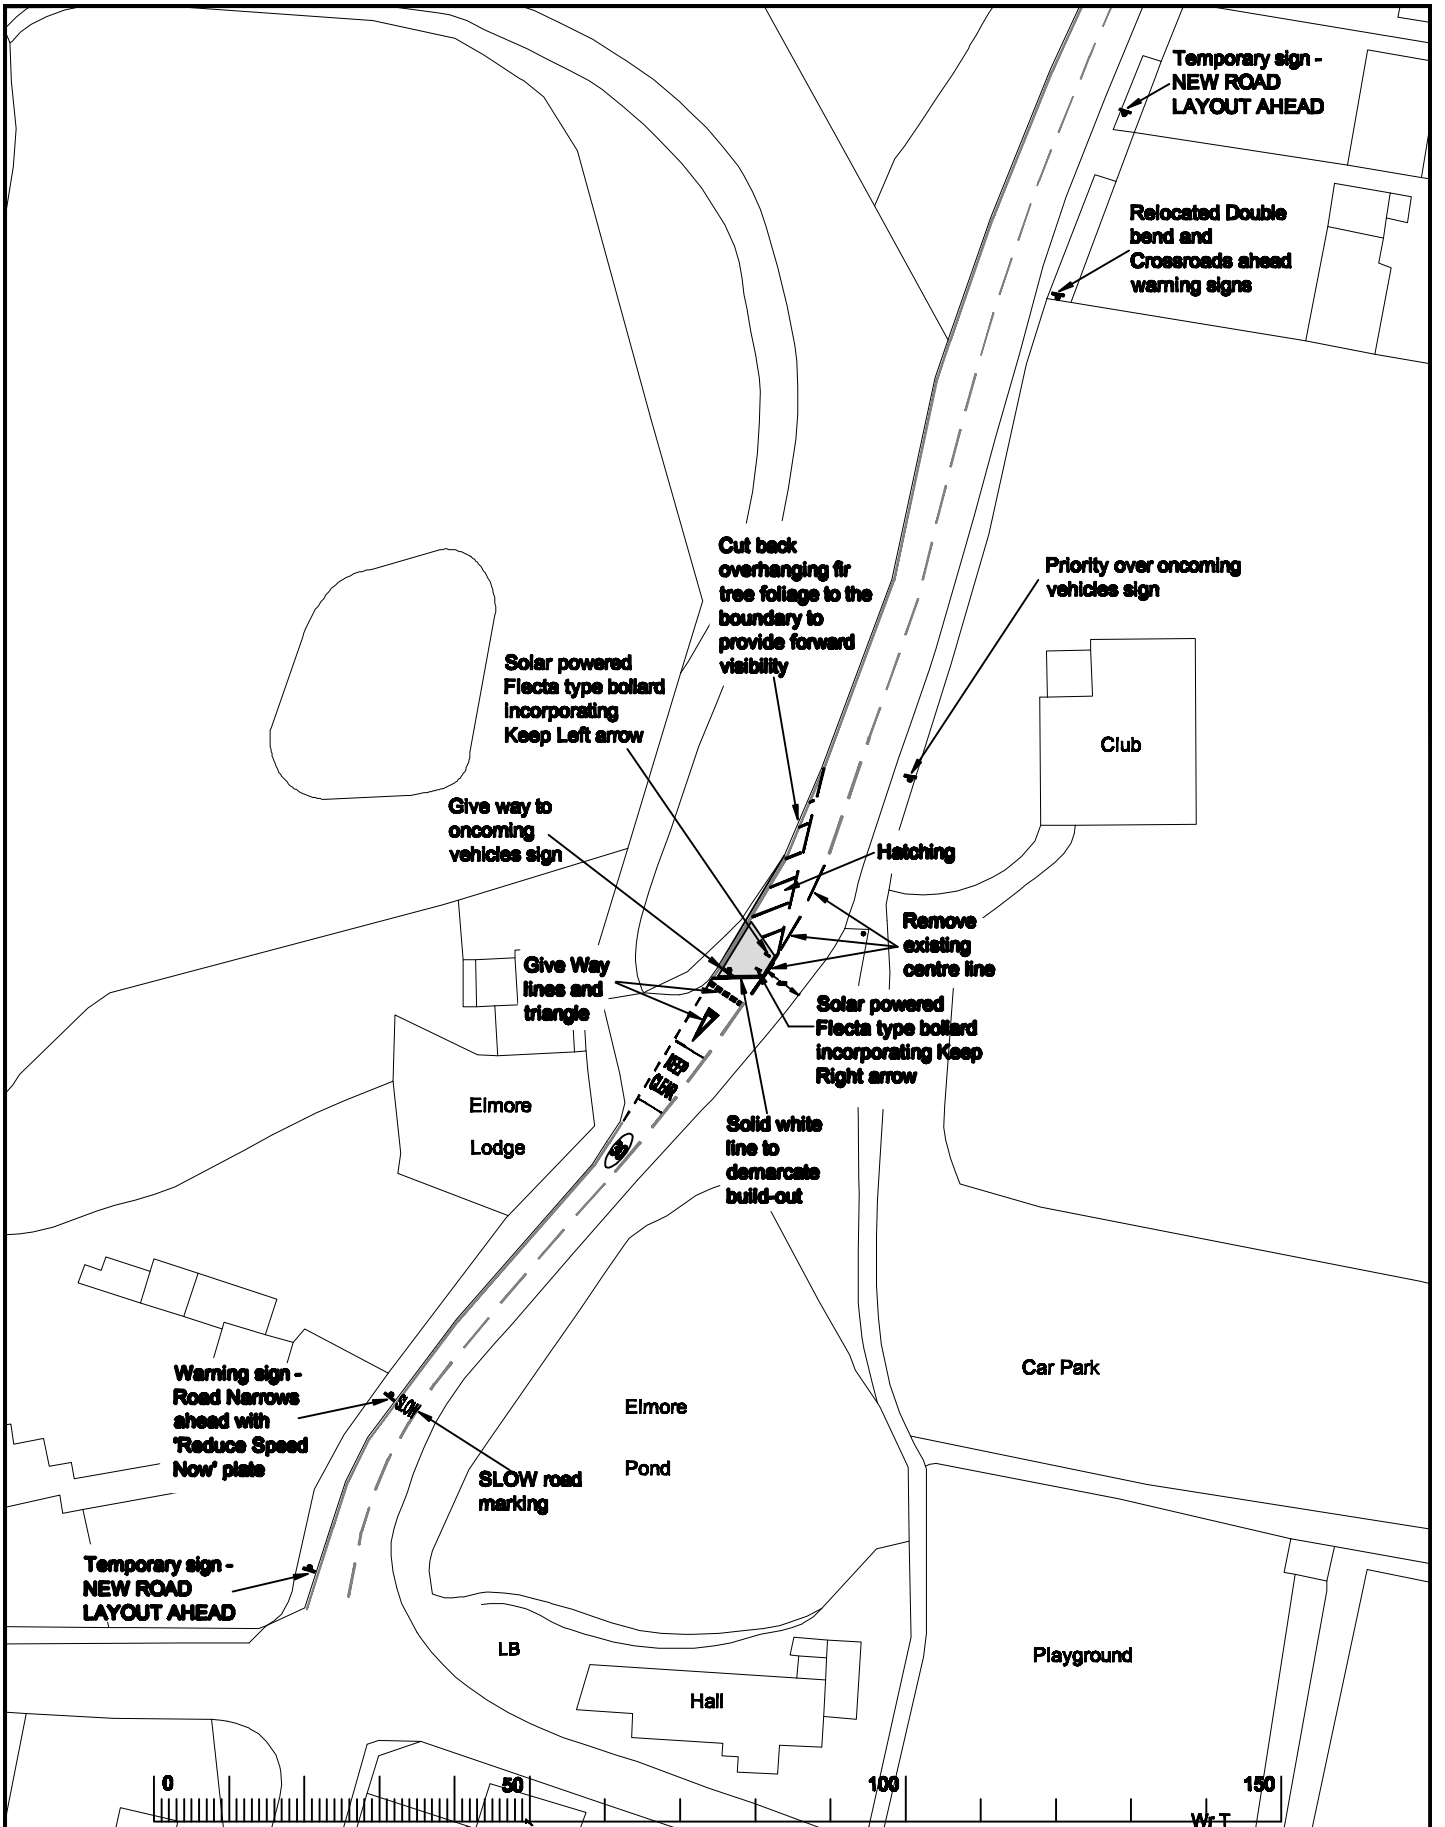 Temporary sign -
NEW ROAD
LAYOUT AHEAD
Relocated Double
bend and
Crossroads ahead
warning signs
Cut back
overhanging fir
tree foliage to the
boundary to
provide forward
visibility
Priority over oncoming
vehicles sign
Solar powered
Flecta type bollard
incorporating
Keep Left arrow
Club
Give way to
oncoming
vehicles sign
Hatching
Remove
existing
centre line
Give Way
lines and
triangle
Solar powered
Flecta type bollard
incorporating Keep
Right arrow
KEEP
CLEAR
Elmore
Lodge
Solid white
line to
demarcate
build-out
30
Warning sign -
Road Narrows
ahead with
'Reduce Speed
Now' plate
SLOW
SLOW road
marking
Elmore
Pond
Car Park
Temporary sign -
NEW ROAD
LAYOUT AHEAD
LB
Hall
Playground
0
50
100
150
Wr T